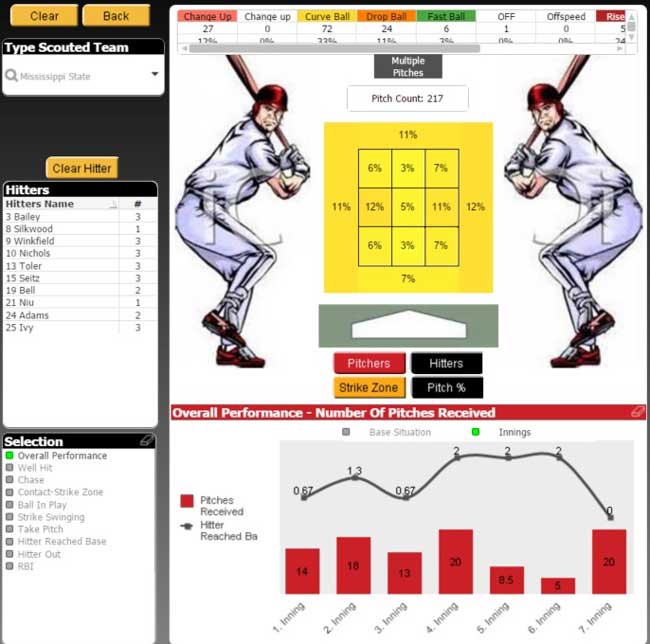 Clear Back
Type Scouted Team
Mississippi State
Clear Hitter
Hitters
Hitters Name #
3 Bailey 3
8 Silkwood 1
9 Winkfield 3
10 Nichols 3
13 Toler 3
15 Seitz 3
19 Bell 2
21 Niu 1
24 Adams 2
25 Ivy 3
Selection
Overall Performance
Well Hit
Chase
Contact-Strike Zone
Ball In Play
Strike Swinging
Take Pitch
Hitter Reached Base
Hitter Out
RBI
Change Up Change up Curve Ball Drop Ball Fast Ball OFF Offspeed Rise
27 0 72 24 6 1 0 5
12% 0% 33% 11% 3% 0% 0% 24
Multiple
Pitches
Pitch Count: 217
11%
6% 3% 7%
11% 12% 5% 11% 12%
6% 3% 7%
7%
Pitchers Hitters
Strike Zone Pitch %
Overall Performance - Number Of Pitches Received
Base Situation Innings
Pitches
Received
Hitter
Reached Ba
0.67 1.3 0.67 2 2 2 0
14 18 13 20 8.5 5 20
1. Inning 2. Inning 3. Inning 4. Inning 5. Inning 6. Inning 7. Inning